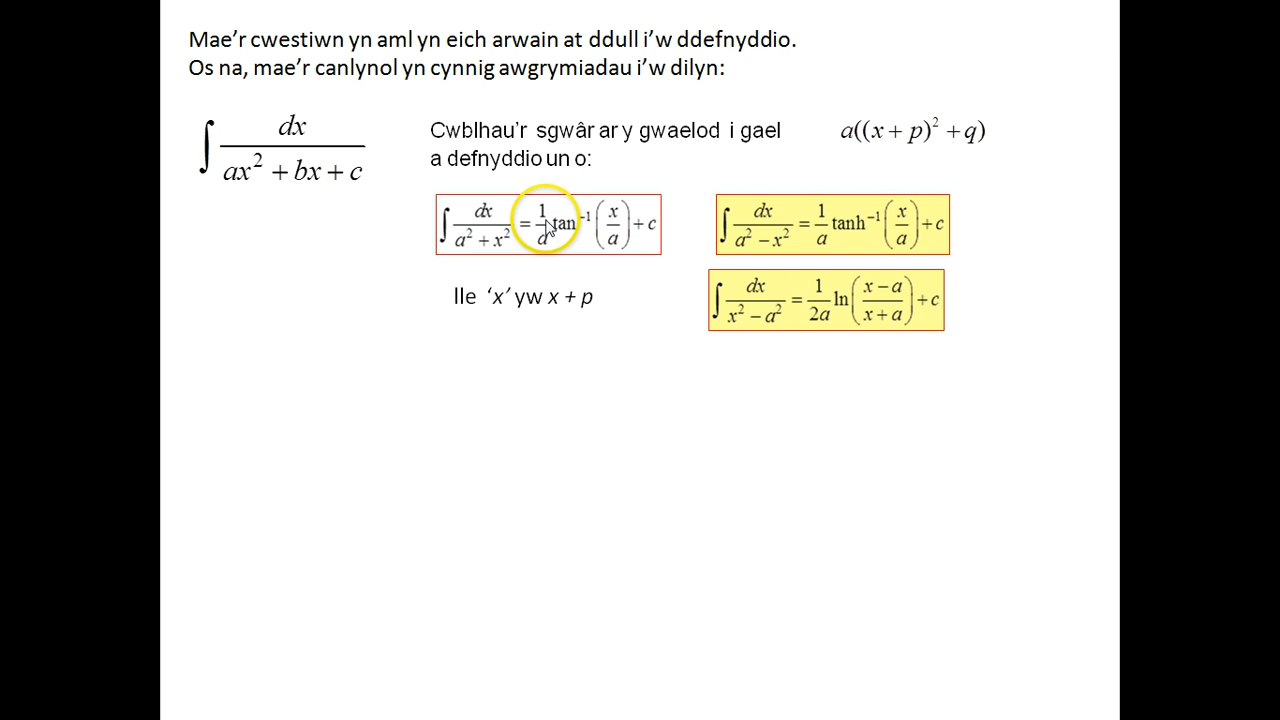 Mae’r cwestiwn yn aml yn eich arwain at ddull i’w ddefnyddio.
Os na, mae’r canlynol yn cynnig awgrymiadau i’w dilyn:
∫ dx / (ax² + bx + c)
Cwblhau’r sgwâr ar y gwaelod i gael a((x + p)² + q)
a defnyddio un o:
∫ dx / (a² + x²) = 1/a tan⁻¹ (x/a) + c
∫ dx / (a² − x²) = 1/a tanh⁻¹ (x/a) + c
lle ‘x’ yw x + p
∫ dx / (x² − a²) = 1/2a ln ((x − a)/(x + a)) + c